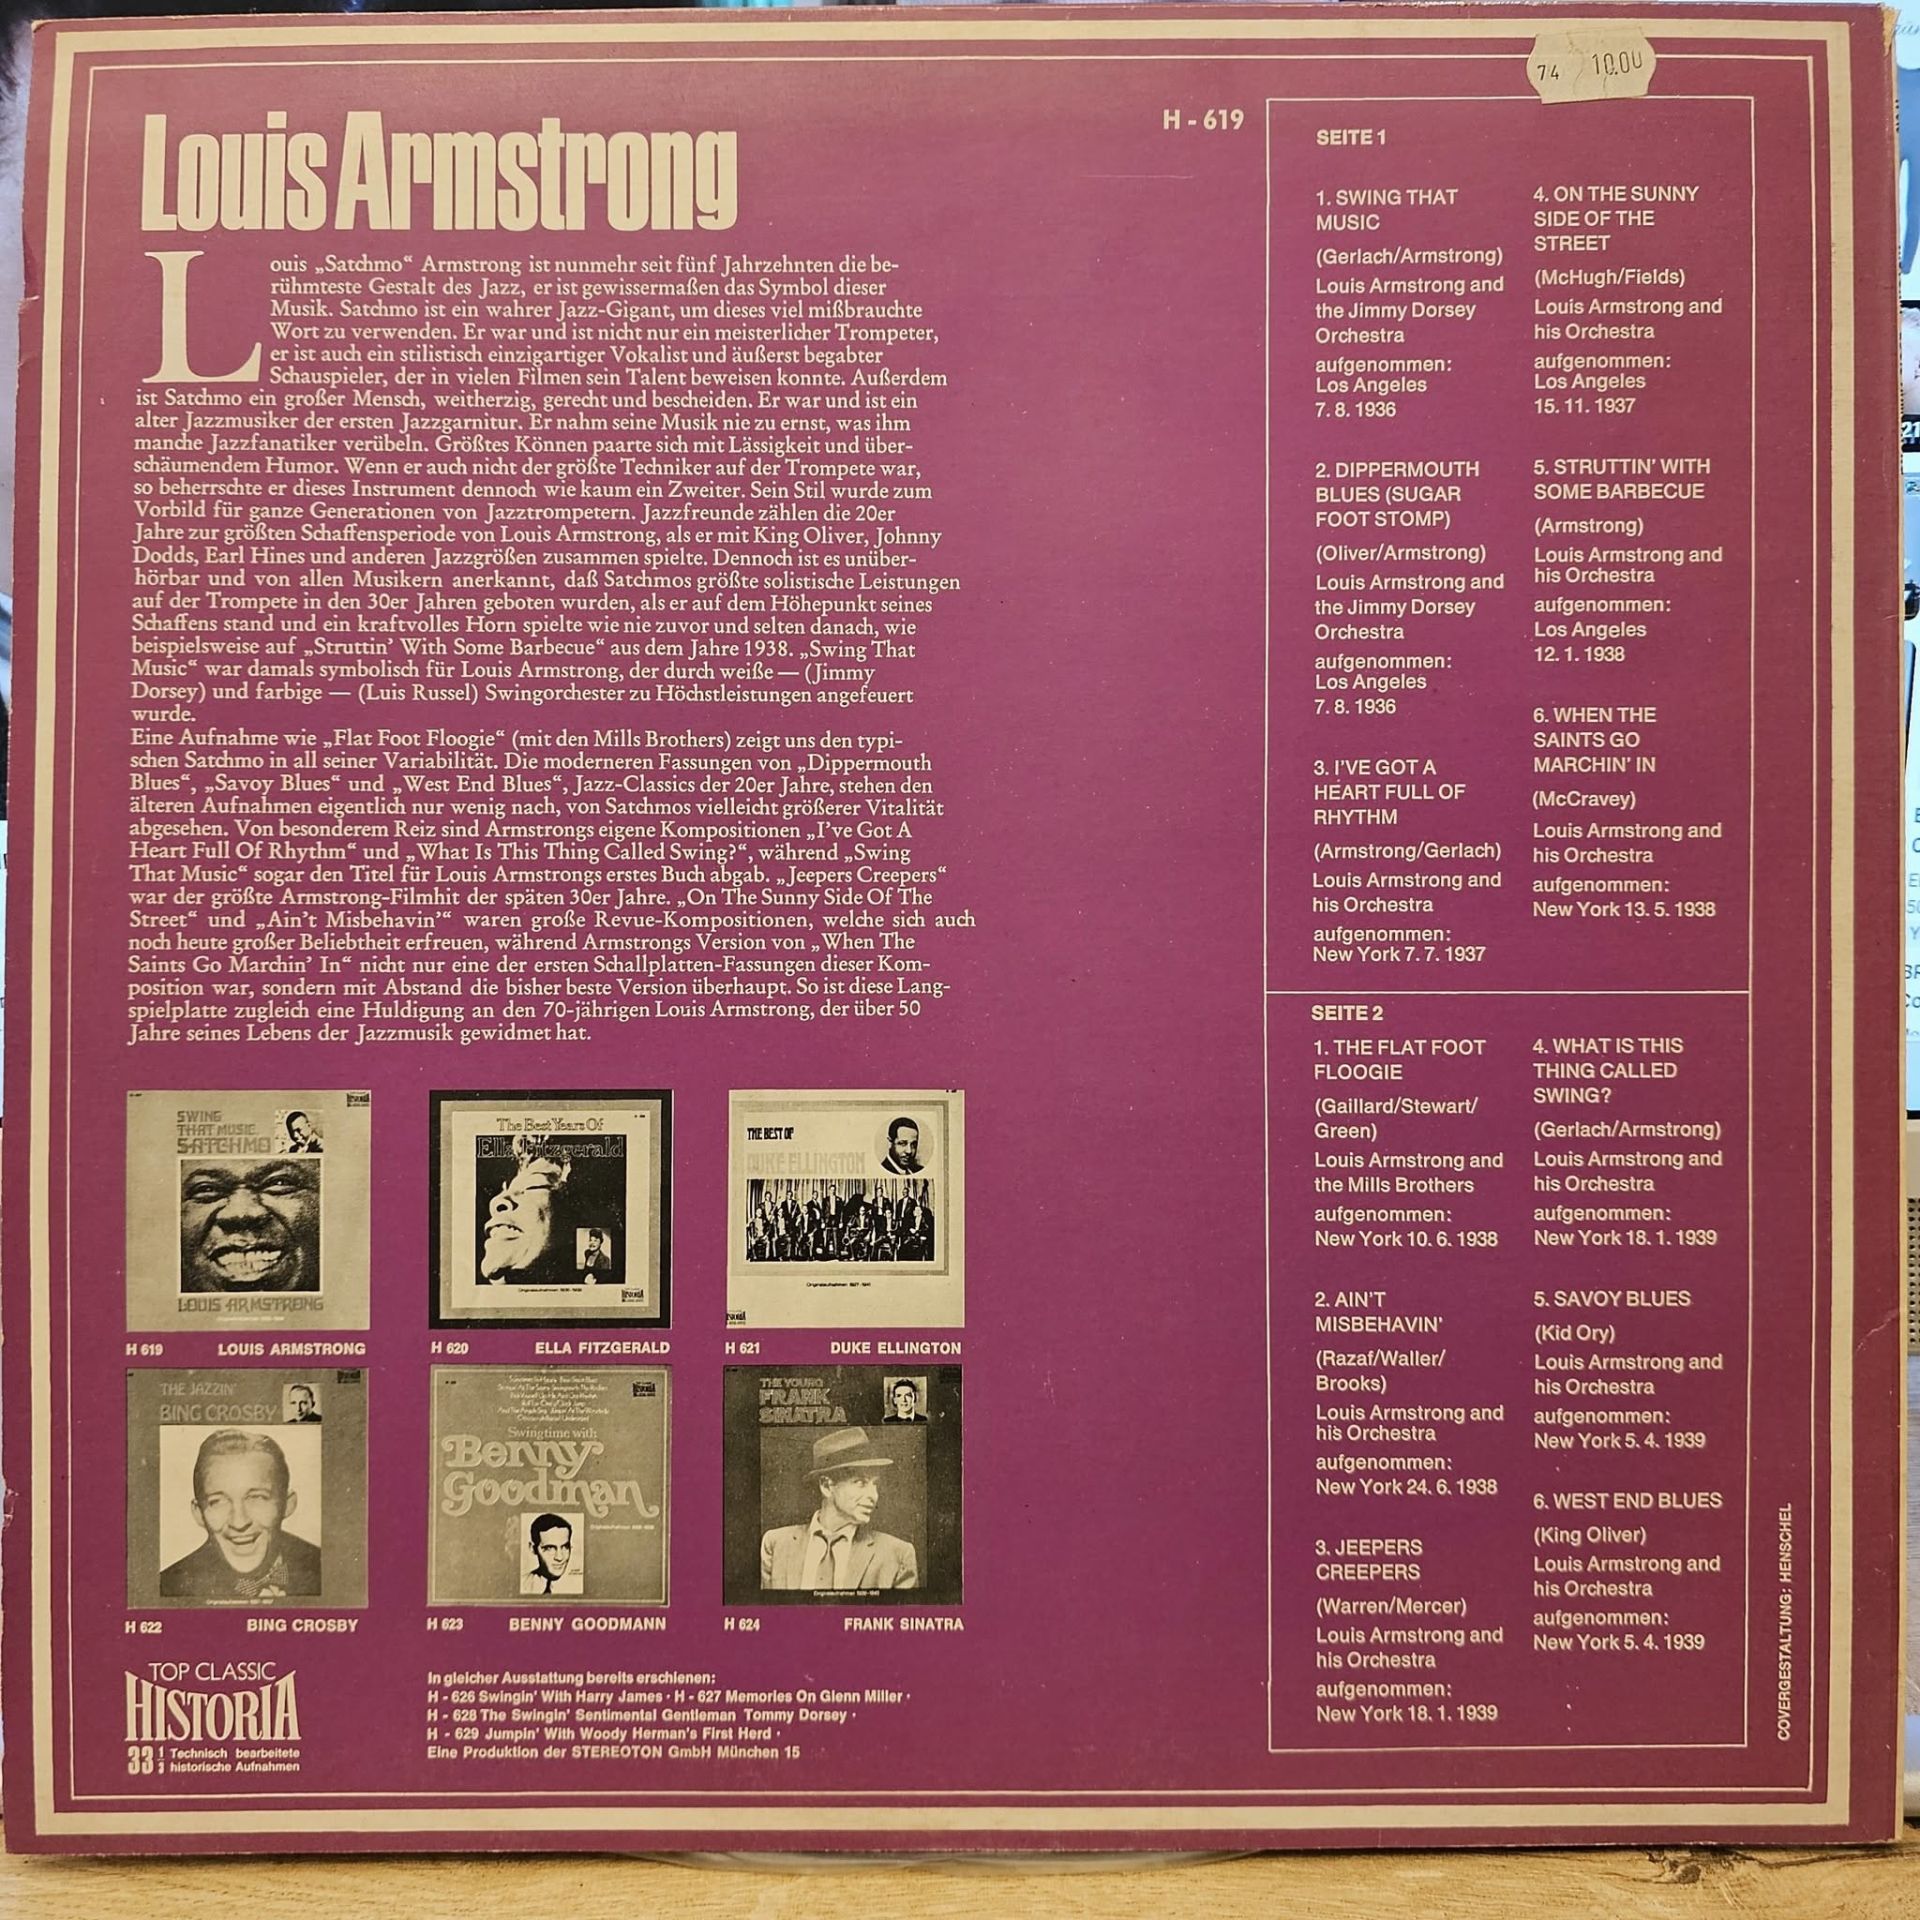 74 10.00
Louis Armstrong
H - 619
Louis „Satchmo“ Armstrong ist nunmehr seit fünf Jahrzehnten die be-
rühmteste Gestalt des Jazz, er ist gewissermaßen das Symbol dieser
Musik. Satchmo ist ein wahrer Jazz-Gigant, um dieses viel mißbrauchte
Wort zu verwenden. Er war und ist nicht nur ein meisterlicher Trompeter,
er ist auch ein stilistisch einzigartiger Vokalist und äußerst begabter
Schauspieler, der in vielen Filmen sein Talent beweisen konnte. Außerdem
ist Satchmo ein großer Mensch, weitherzig, gerecht und bescheiden. Er war und ist ein
alter Jazzmusiker der ersten Jazzgarnitur. Er nahm seine Musik nie zu ernst, was ihm
manche Jazzfanatiker verübeln. Größtes Können paarte sich mit Lässigkeit und über-
schäumendem Humor. Wenn er auch nicht der größte Techniker auf der Trompete war,
so beherrschte er dieses Instrument dennoch wie kaum ein Zweiter. Sein Stil wurde zum
Vorbild für ganze Generationen von Jazztrompetern. Jazzfreunde zählen die 20er
Jahre zur größten Schaffensperiode von Louis Armstrong, als er mit King Oliver, Johnny
Dodds, Earl Hines und anderen Jazzgrößen zusammen spielte. Dennoch ist es unüber-
hörbar und von allen Musikern anerkannt, daß Satchmos größte solistische Leistungen
auf der Trompete in den 30er Jahren geboten wurden, als er auf dem Höhepunkt seines
Schaffens stand und ein kraftvolles Horn spielte wie nie zuvor und selten danach, wie
beispielsweise auf „Struttin’ With Some Barbecue“ aus dem Jahre 1938. „Swing That
Music“ war damals symbolisch für Louis Armstrong, der durch weiße — (Jimmy
Dorsey) und farbige — (Luis Russel) Swingorchester zu Höchstleistungen angefeuert
wurde.
Eine Aufnahme wie „Flat Foot Floogie“ (mit den Mills Brothers) zeigt uns den typi-
schen Satchmo in all seiner Variabilität. Die moderneren Fassungen von „Dippermouth
Blues“, „Savoy Blues“ und „West End Blues“, Jazz-Classics der 20er Jahre, stehen den
älteren Aufnahmen eigentlich nur wenig nach, von Satchmos vielleicht größerer Vitalität
abgesehen. Von besonderem Reiz sind Armstrongs eigene Kompositionen „I’ve Got A
Heart Full Of Rhythm“ und „What Is This Thing Called Swing?“, während „Swing
That Music“ sogar den Titel für Louis Armstrongs erstes Buch abgab. „Jeepers Creepers“
war der größte Armstrong-Filmhit der späten 30er Jahre. „On The Sunny Side Of The
Street“ und „Ain’t Misbehavin’“ waren große Revue-Kompositionen, welche sich auch
noch heute großer Beliebtheit erfreuen, während Armstrongs Version von „When The
Saints Go Marchin’ In“ nicht nur eine der ersten Schallplatten-Fassungen dieser Kom-
position war, sondern mit Abstand die bisher beste Version überhaupt. So ist diese Lang-
spielplatte zugleich eine Huldigung an den 70-jährigen Louis Armstrong, der über 50
Jahre seines Lebens der Jazzmusik gewidmet hat.
SWING
THAT MUSIC
SATCHMO
LOUIS ARMSTRONG
H 619 LOUIS ARMSTRONG
The Best Years Of
Ella Fitzgerald
H 620 ELLA FITZGERALD
THE BEST OF
DUKE ELLINGTON
H 621 DUKE ELLINGTON
THE JAZZIN'
BING CROSBY
H 622 BING CROSBY
Swingtime with
Benny
Goodman
H 623 BENNY GOODMANN
THE YOUNG
FRANK
SINATRA
H 624 FRANK SINATRA
TOP CLASSIC
HISTORIA
33 1/3 Technisch bearbeitete
historische Aufnahmen
In gleicher Ausstattung bereits erschienen:
H - 626 Swingin' With Harry James · H - 627 Memories On Glenn Miller ·
H - 628 The Swingin' Sentimental Gentleman Tommy Dorsey ·
H - 629 Jumpin' With Woody Herman's First Herd ·
Eine Produktion der STEREOTON GmbH München 15
SEITE 1
1. SWING THAT
MUSIC
(Gerlach/Armstrong)
Louis Armstrong and
the Jimmy Dorsey
Orchestra
aufgenommen:
Los Angeles
7. 8. 1936
2. DIPPERMOUTH
BLUES (SUGAR
FOOT STOMP)
(Oliver/Armstrong)
Louis Armstrong and
the Jimmy Dorsey
Orchestra
aufgenommen:
Los Angeles
7. 8. 1936
3. I'VE GOT A
HEART FULL OF
RHYTHM
(Armstrong/Gerlach)
Louis Armstrong and
his Orchestra
aufgenommen:
New York 7. 7. 1937
4. ON THE SUNNY
SIDE OF THE
STREET
(McHugh/Fields)
Louis Armstrong and
his Orchestra
aufgenommen:
Los Angeles
15. 11. 1937
5. STRUTTIN' WITH
SOME BARBECUE
(Armstrong)
Louis Armstrong and
his Orchestra
aufgenommen:
Los Angeles
12. 1. 1938
6. WHEN THE
SAINTS GO
MARCHIN' IN
(McCravey)
Louis Armstrong and
his Orchestra
aufgenommen:
New York 13. 5. 1938
SEITE 2
1. THE FLAT FOOT
FLOOGIE
(Gaillard/Stewart/
Green)
Louis Armstrong and
the Mills Brothers
aufgenommen:
New York 10. 6. 1938
2. AIN'T
MISBEHAVIN'
(Razaf/Waller/
Brooks)
Louis Armstrong and
his Orchestra
aufgenommen:
New York 24. 6. 1938
3. JEEPERS
CREEPERS
(Warren/Mercer)
Louis Armstrong and
his Orchestra
aufgenommen:
New York 18. 1. 1939
4. WHAT IS THIS
THING CALLED
SWING?
(Gerlach/Armstrong)
Louis Armstrong and
his Orchestra
aufgenommen:
New York 18. 1. 1939
5. SAVOY BLUES
(Kid Ory)
Louis Armstrong and
his Orchestra
aufgenommen:
New York 5. 4. 1939
6. WEST END BLUES
(King Oliver)
Louis Armstrong and
his Orchestra
aufgenommen:
New York 5. 4. 1939
COVERGESTALTUNG: HENSCHEL